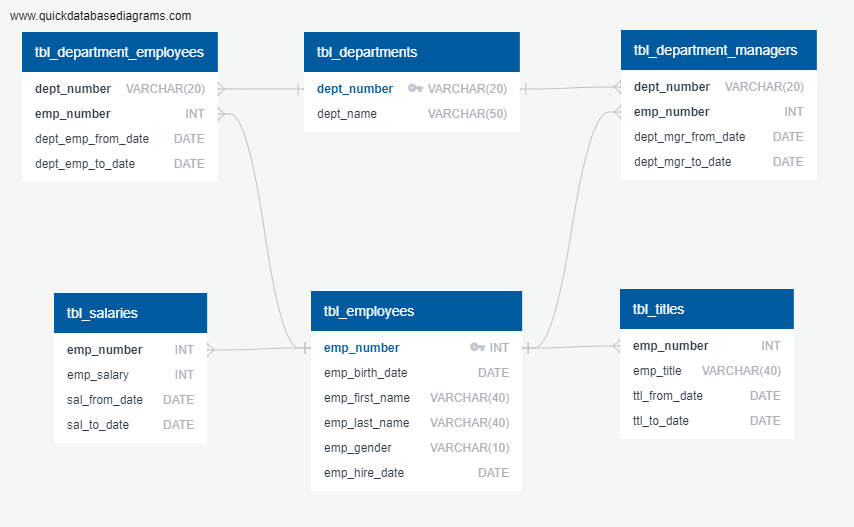 www.quickdatabasediagrams.com
tbl_department_employees
dept_number VARCHAR(20)
emp_number INT
dept_emp_from_date DATE
dept_emp_to_date DATE
tbl_departments
dept_number VARCHAR(20)
dept_name VARCHAR(50)
tbl_department_managers
dept_number VARCHAR(20)
emp_number INT
dept_mgr_from_date DATE
dept_mgr_to_date DATE
tbl_salaries
emp_number INT
emp_salary INT
sal_from_date DATE
sal_to_date DATE
tbl_employees
emp_number INT
emp_birth_date DATE
emp_first_name VARCHAR(40)
emp_last_name VARCHAR(40)
emp_gender VARCHAR(10)
emp_hire_date DATE
tbl_titles
emp_number INT
emp_title VARCHAR(40)
ttl_from_date DATE
ttl_to_date DATE